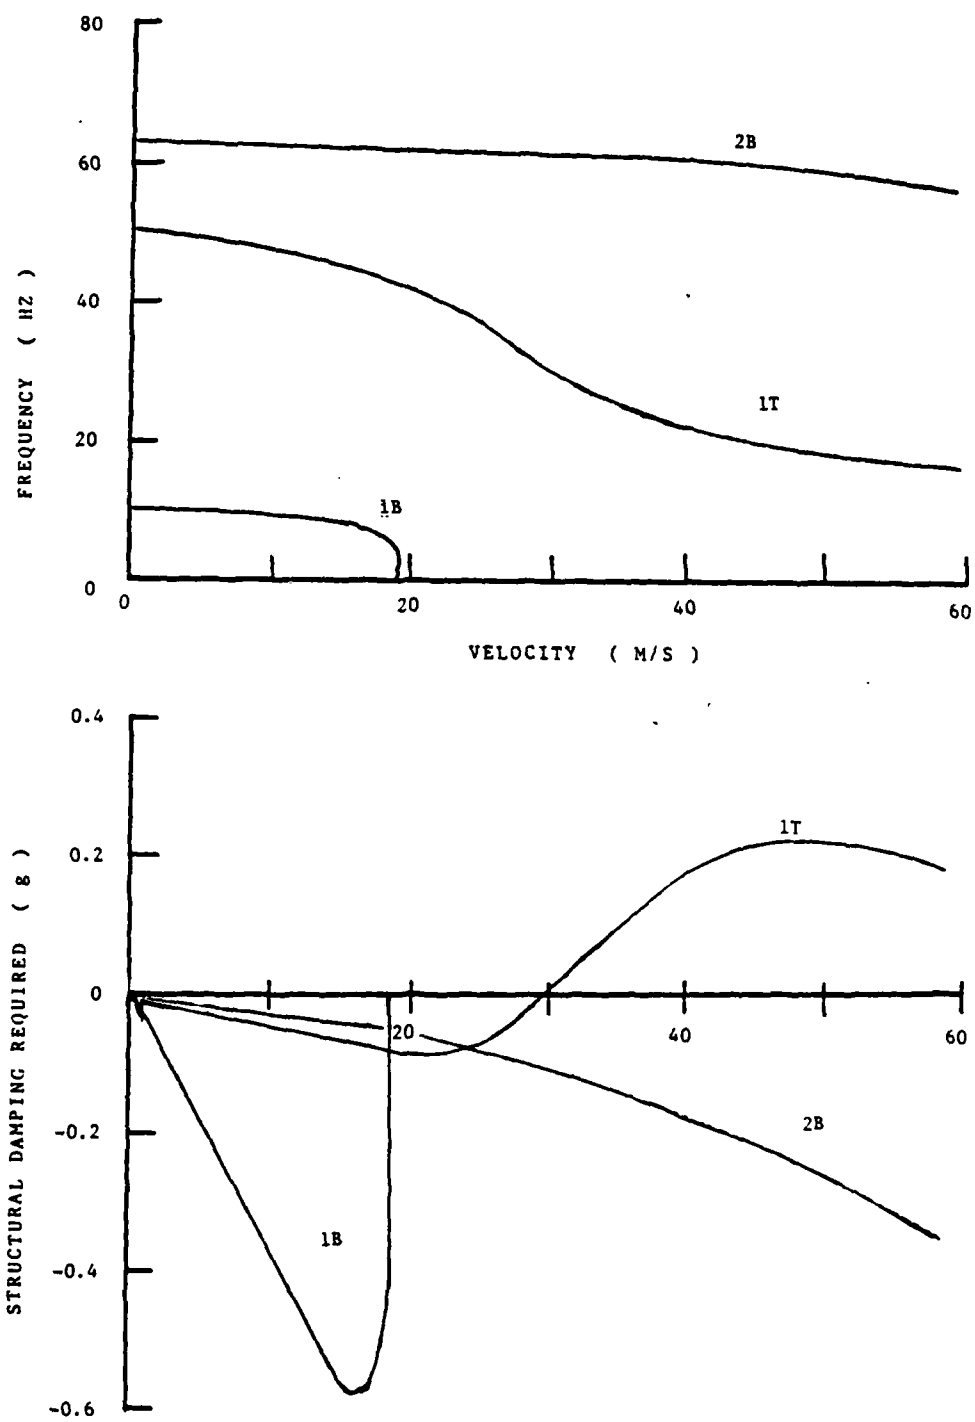 80
60
40
20
0
FREQUENCY ( HZ )
2B
1T
1B
0
20
40
60
VELOCITY ( M/S )
0.4
0.2
0
-0.2
-0.4
-0.6
STRUCTURAL DAMPING REQUIRED ( g )
1T
20
40
60
2B
1B